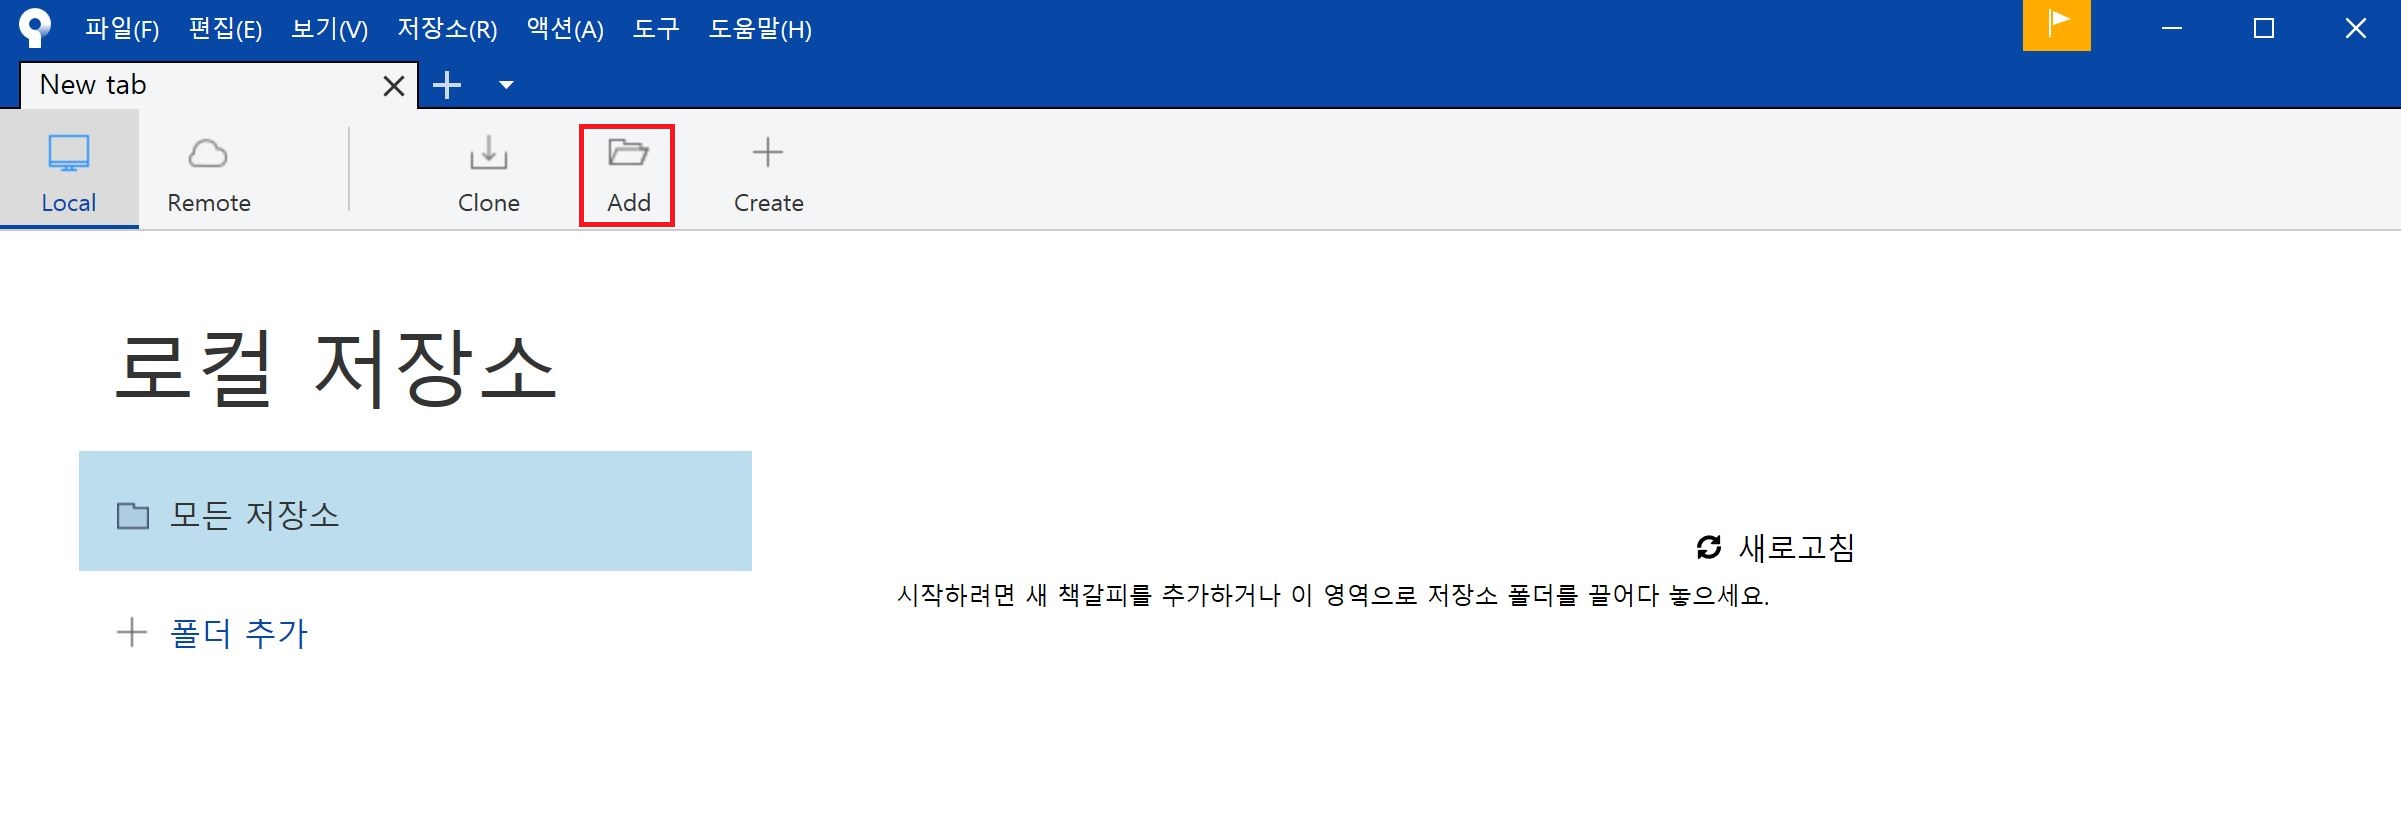 파일(F) 편집(E) 보기(V) 저장소(R) 액션(A) 도구 도움말(H)
New tab
Local Remote Clone Add Create
로컬 저장소
모든 저장소
새로고침
시작하려면 새 책갈피를 추가하거나 이 영역으로 저장소 폴더를 끌어다 놓으세요.
폴더 추가